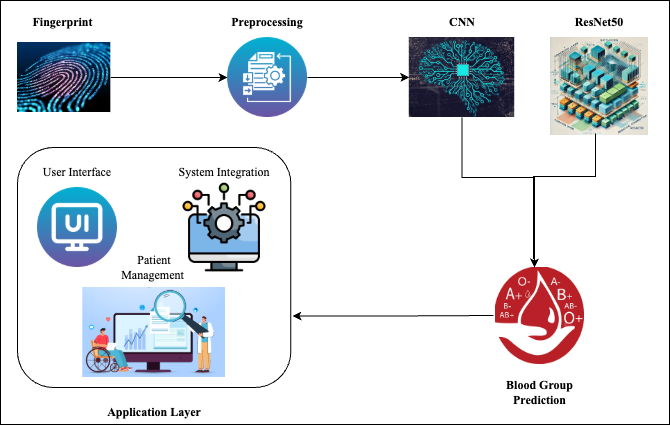 Fingerprint
Preprocessing
CNN
ResNet50
User Interface
System Integration
UI
Patient
Management
O-
A-
A+
B+
B-
AB-
AB+
O+
Blood Group
Prediction
Application Layer